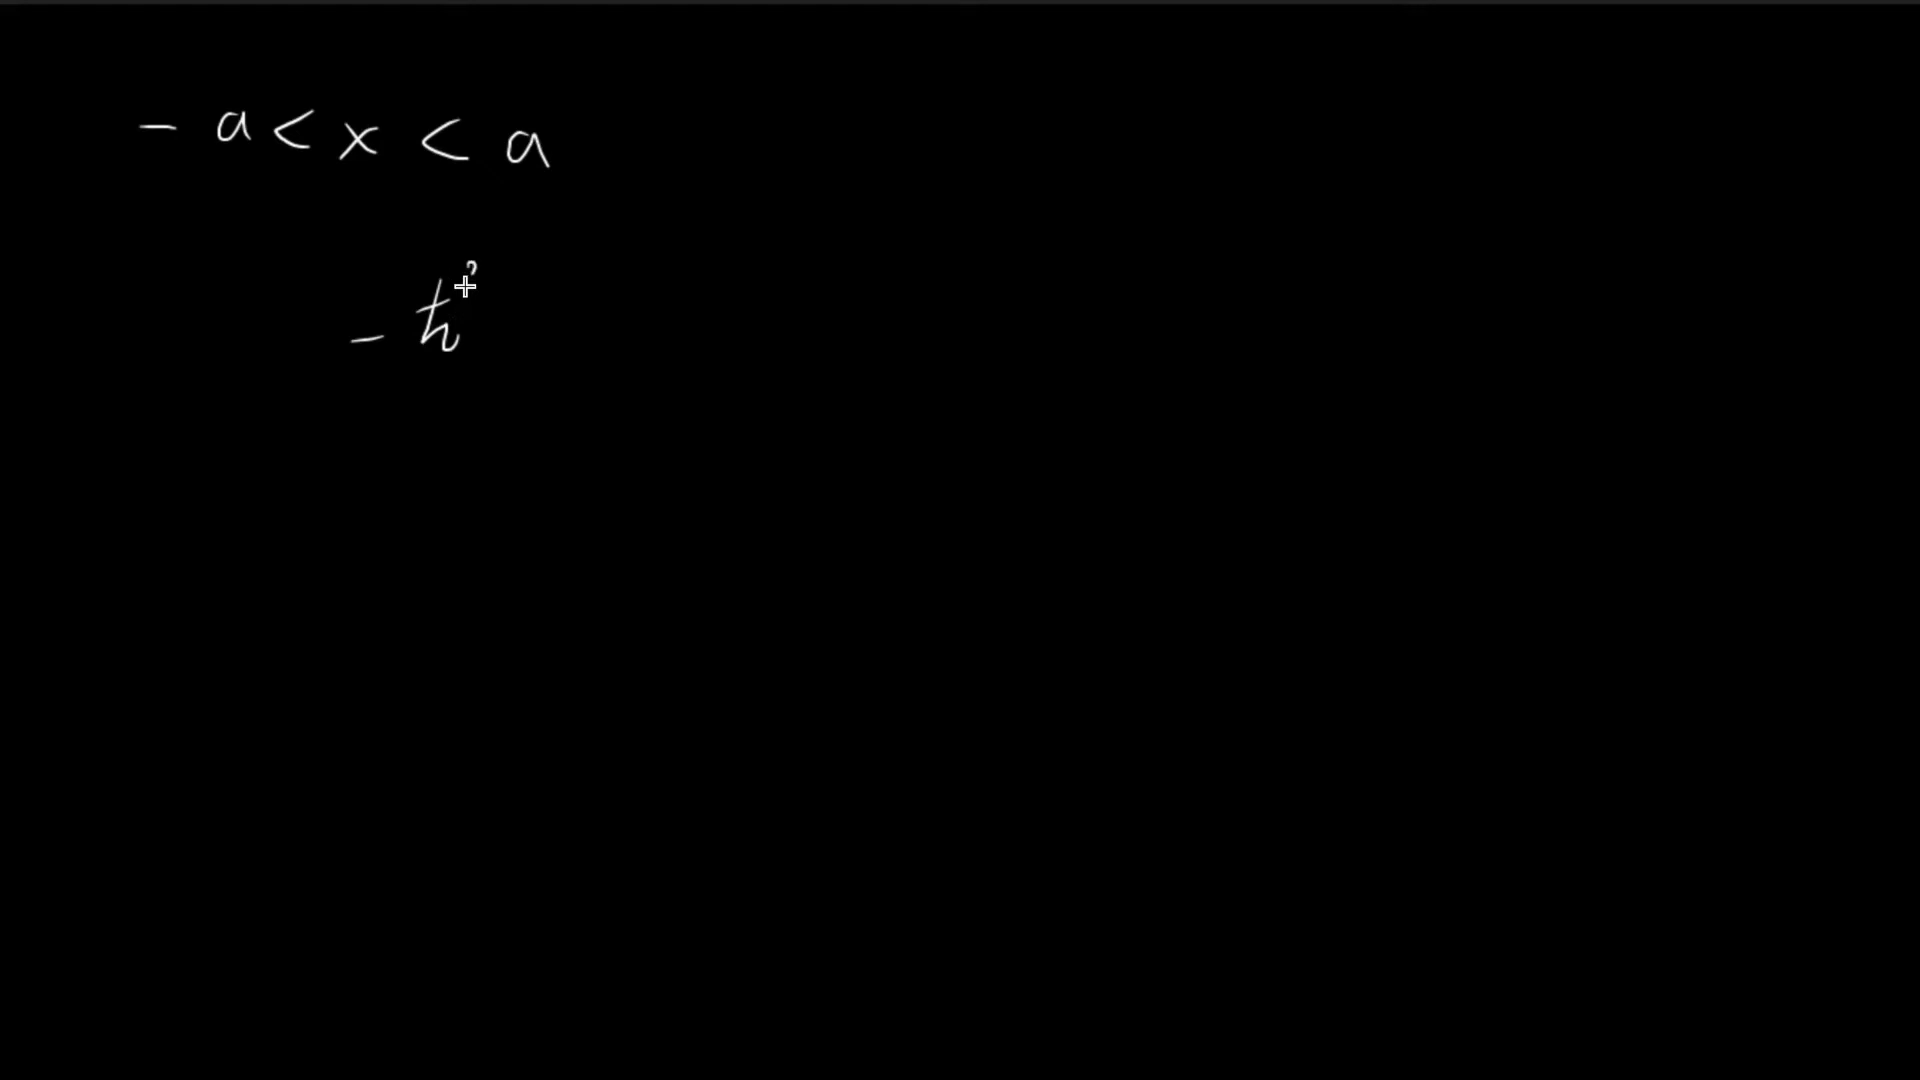 - a < x < a
- ħ²